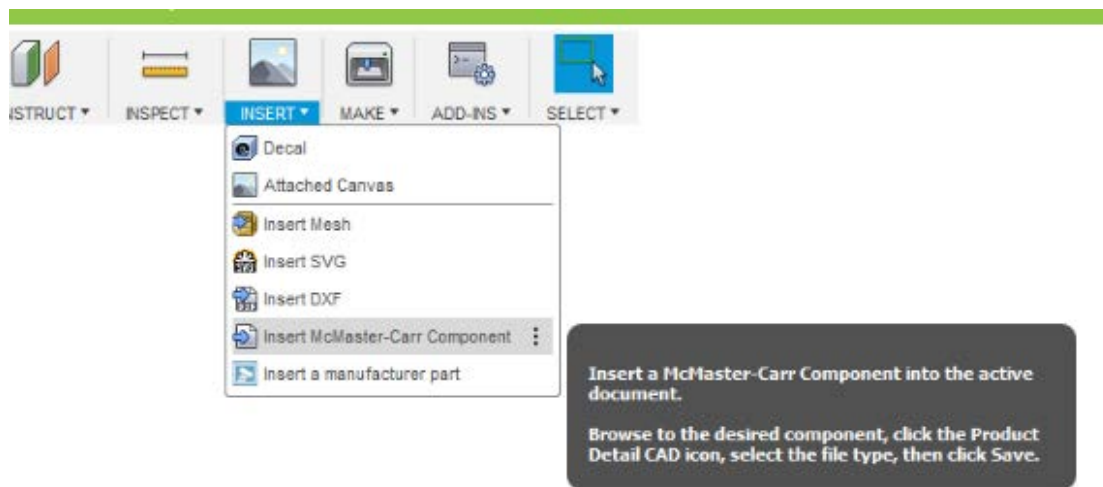 NSTRUCT ▾ INSPECT ▾ INSERT ▾ MAKE ▾ ADD-INS ▾ SELECT ▾
Decal
Attached Canvas
Insert Mesh
Insert SVG
Insert DXF
Insert McMaster-Carr Component
Insert a manufacturer part
Insert a McMaster-Carr Component into the active
document.
Browse to the desired component, click the Product
Detail CAD icon, select the file type, then click Save.